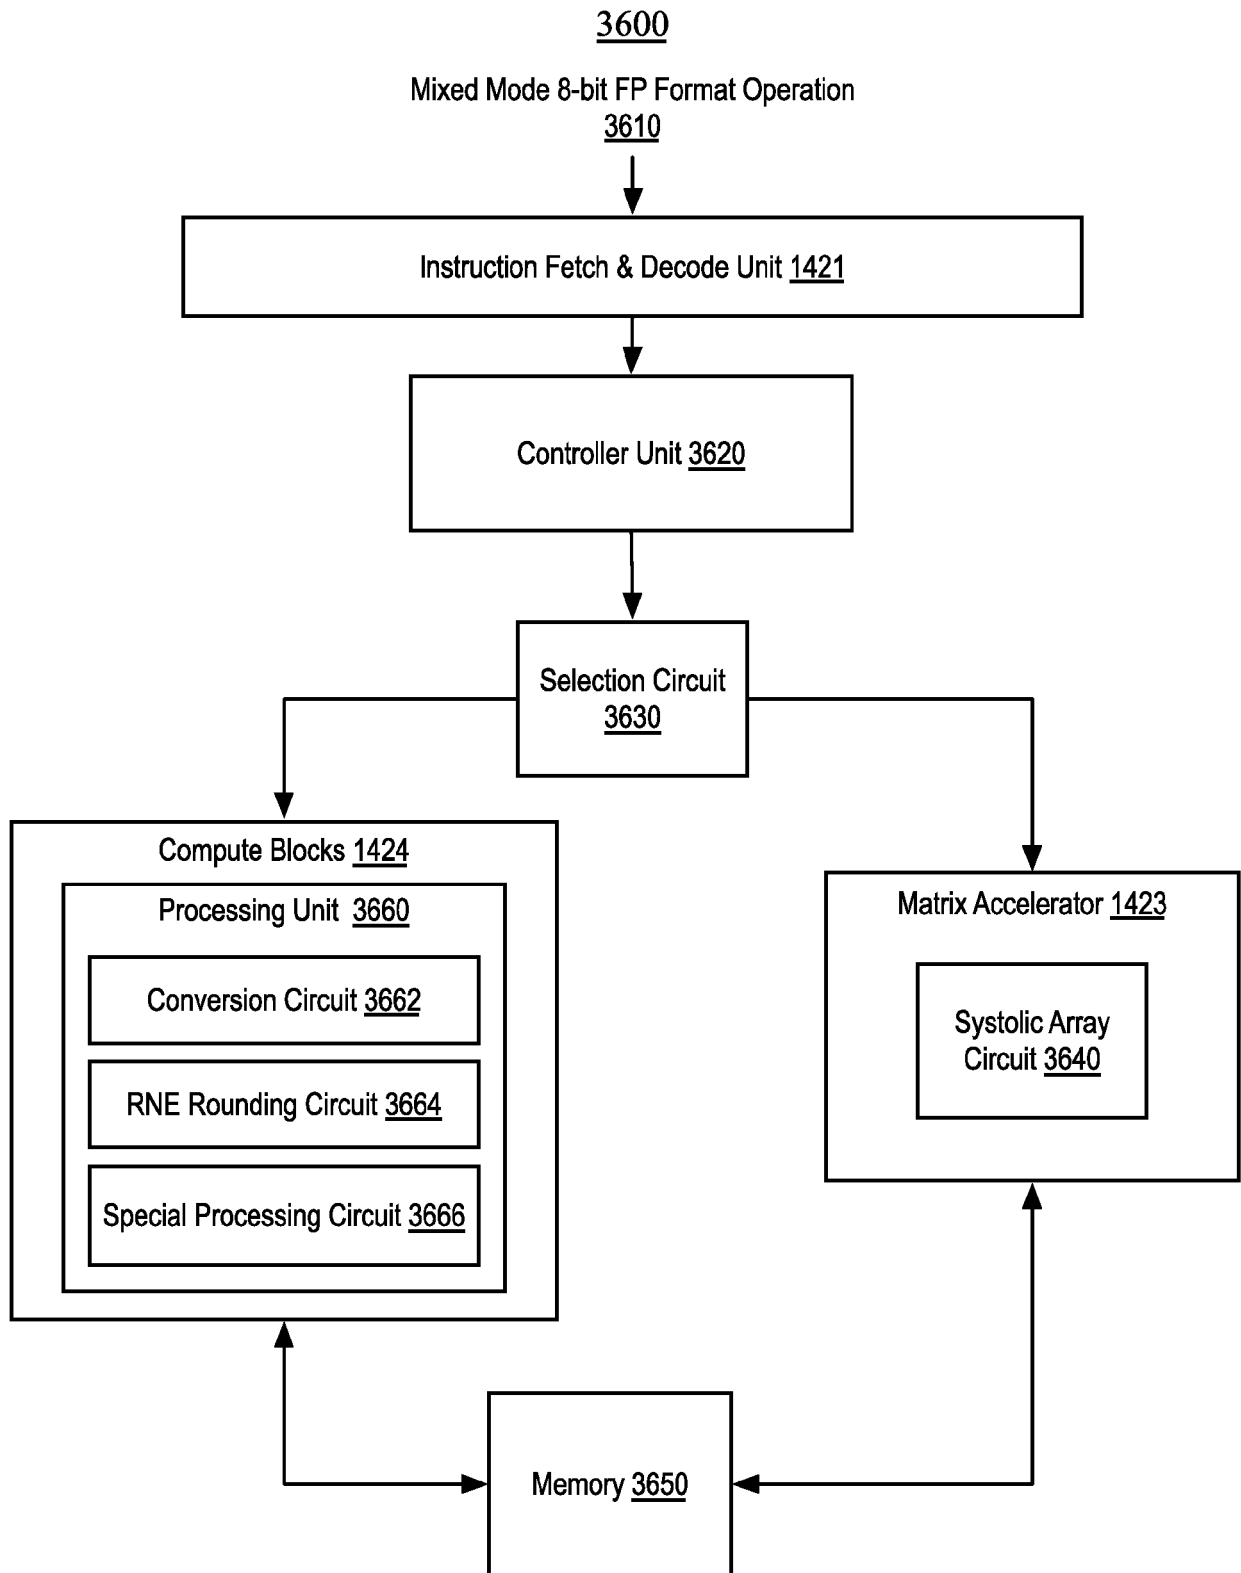 3600
Mixed Mode 8-bit FP Format Operation
3610
Instruction Fetch & Decode Unit 1421
Controller Unit 3620
Selection Circuit
3630
Compute Blocks 1424
Processing Unit 3660
Conversion Circuit 3662
RNE Rounding Circuit 3664
Special Processing Circuit 3666
Matrix Accelerator 1423
Systolic Array
Circuit 3640
Memory 3650